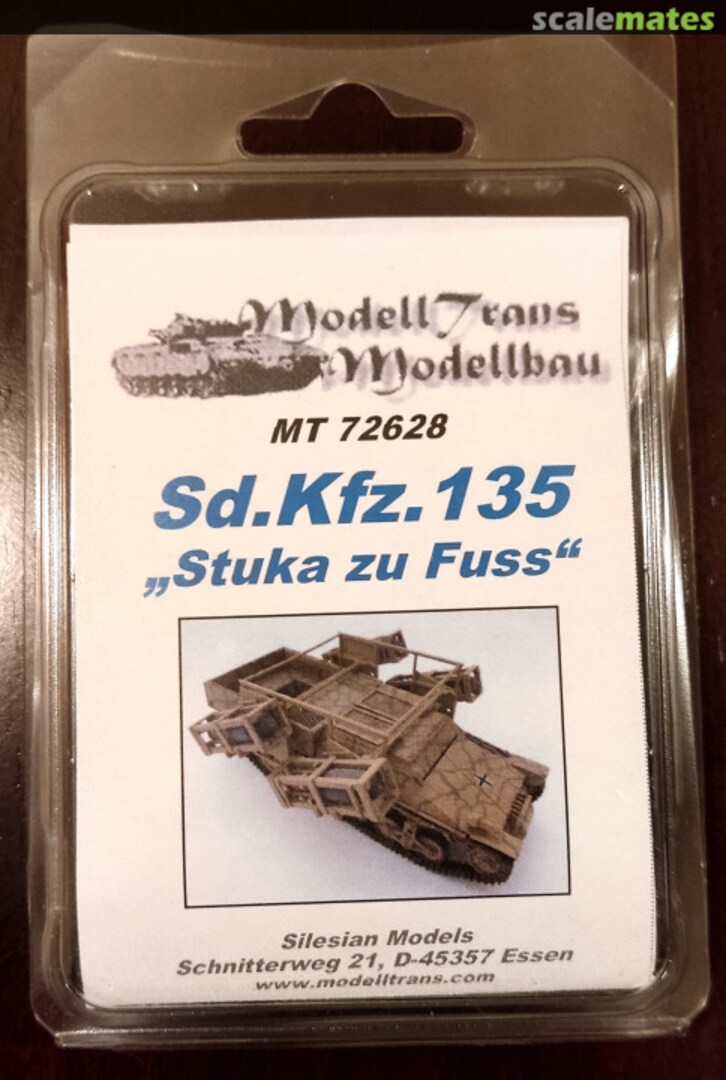 scalemates
ModellTrans
Modellbau
MT 72628
Sd.Kfz.135
„Stuka zu Fuss“
Silesian Models
Schnitterweg 21, D-45357 Essen
www.modelltrans.com